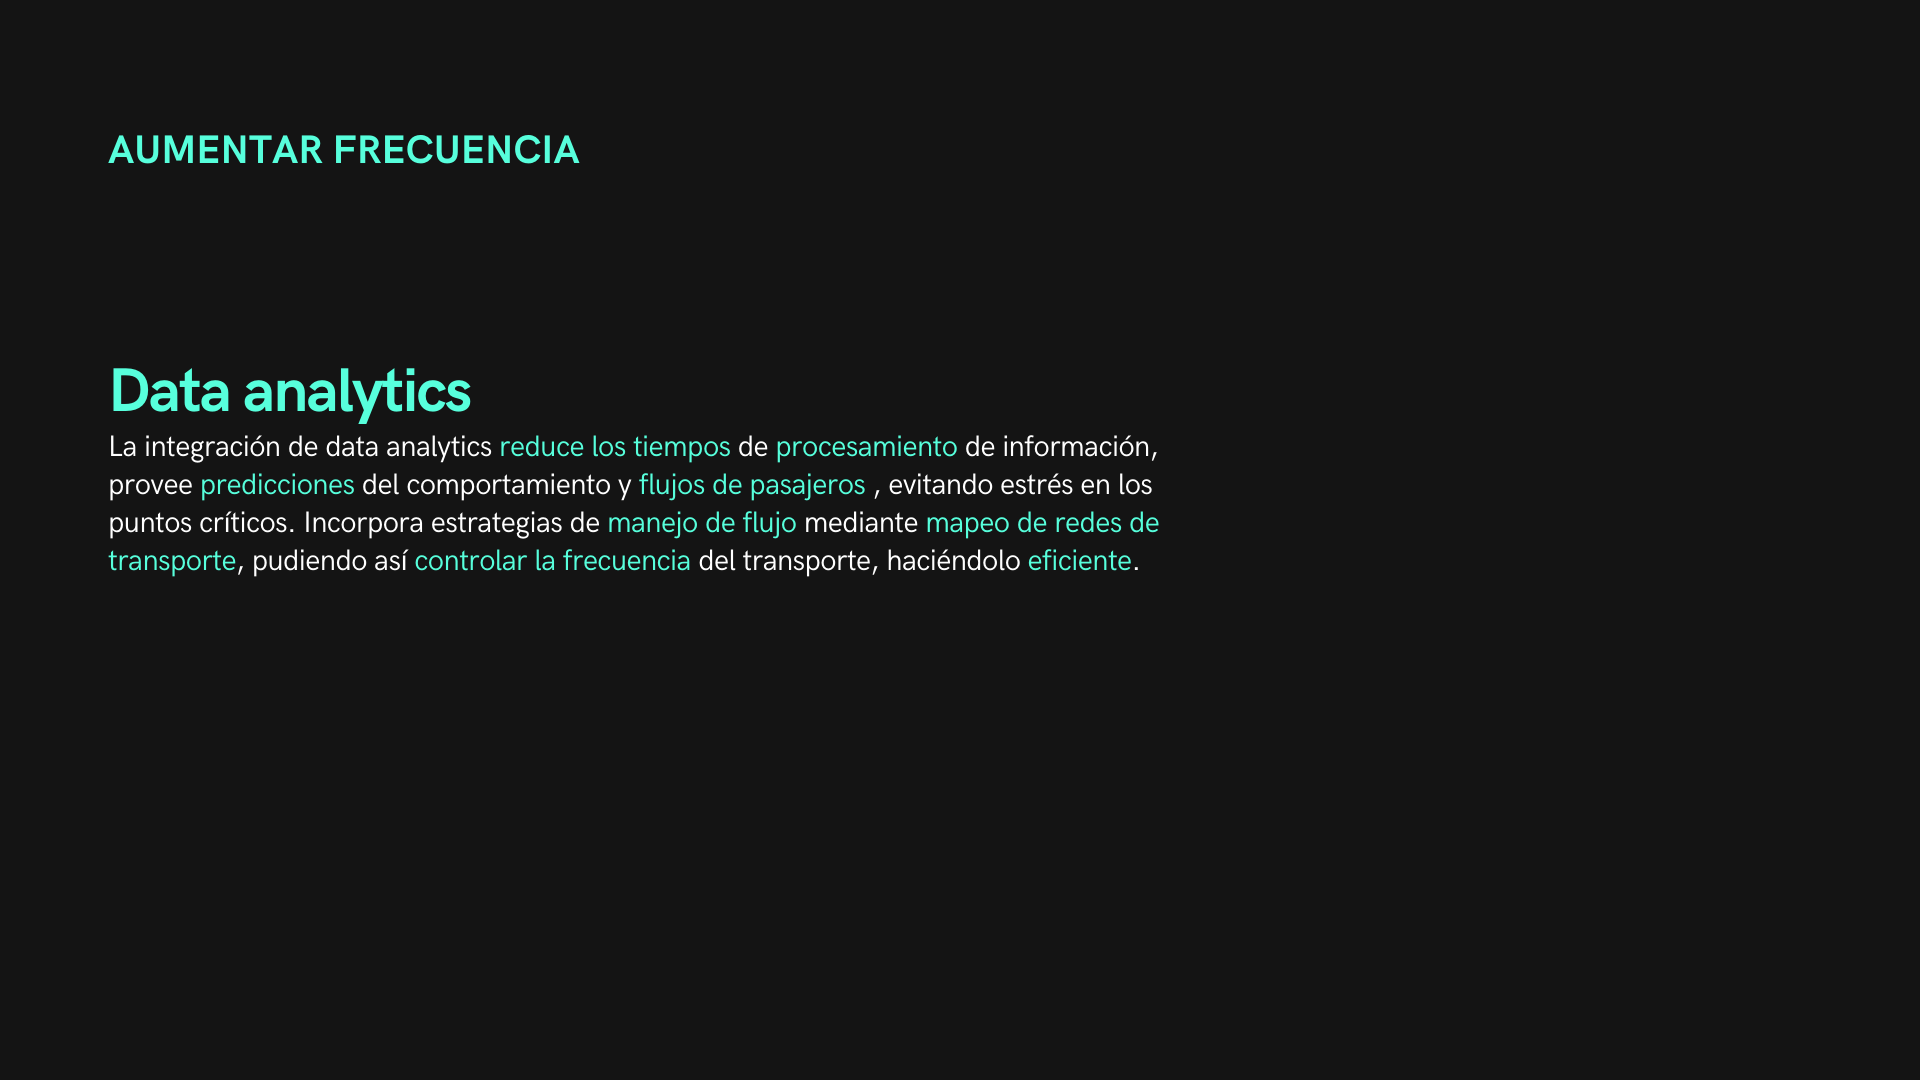 AUMENTAR FRECUENCIA
Data analytics
La integración de data analytics reduce los tiempos de procesamiento de información,
provee predicciones del comportamiento y flujos de pasajeros , evitando estrés en los
puntos críticos. Incorpora estrategias de manejo de flujo mediante mapeo de redes de
transporte, pudiendo así controlar la frecuencia del transporte, haciéndolo eficiente.